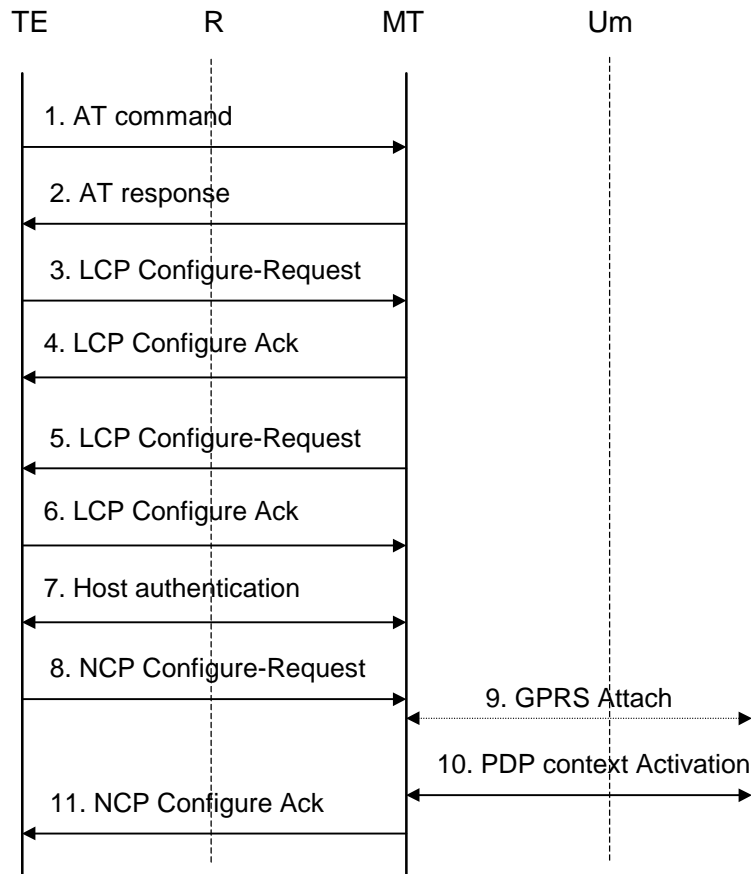 TE R MT Um
1. AT command
2. AT response
3. LCP Configure-Request
4. LCP Configure Ack
5. LCP Configure-Request
6. LCP Configure Ack
7. Host authentication
8. NCP Configure-Request
9. GPRS Attach
10. PDP context Activation
11. NCP Configure Ack